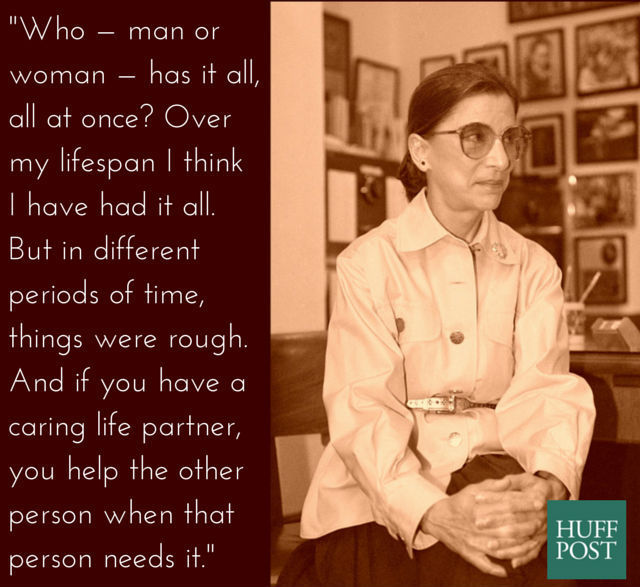 "Who – man or
woman – has it all,
all at once? Over
my lifespan I think
I have had it all.
But in different
periods of time,
things were rough.
And if you have a
caring life partner,
you help the other
person when that
person needs it."
HUFF
POST